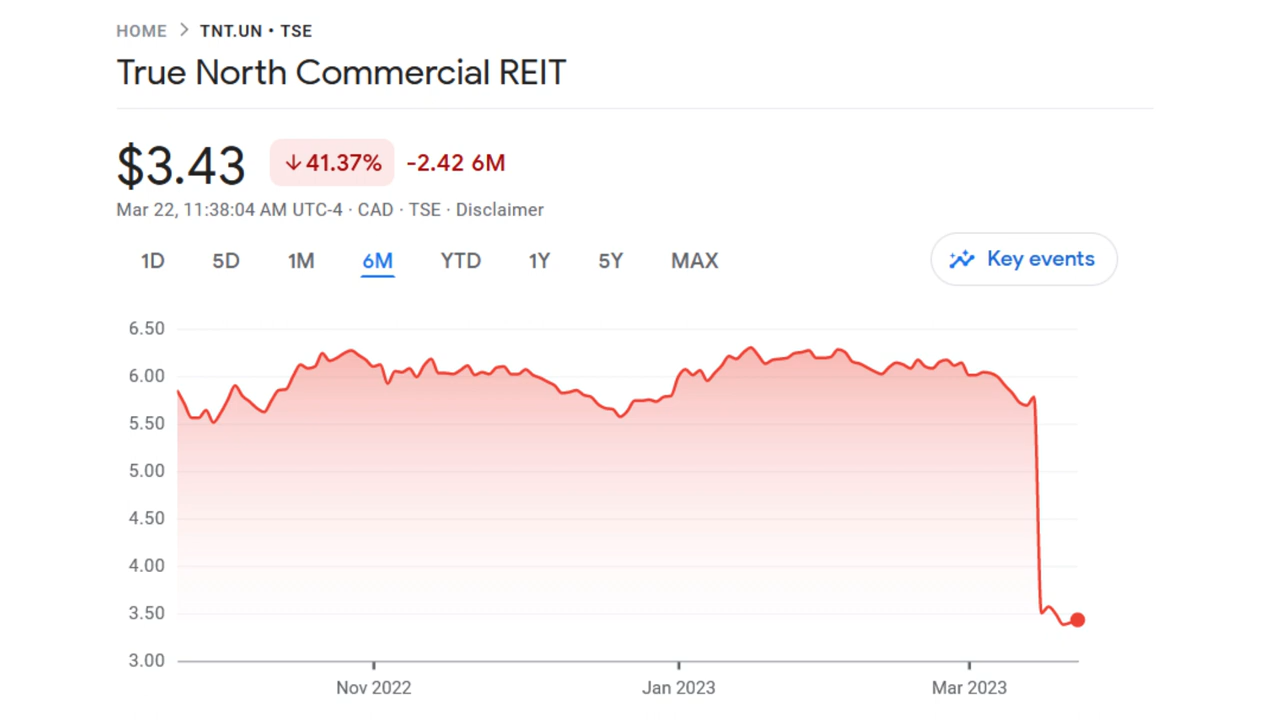 HOME > TNT.UN • TSE
True North Commercial REIT
$3.43 ↓41.37% -2.42 6M
Mar 22, 11:38:04 AM UTC-4 · CAD · TSE · Disclaimer
1D 5D 1M 6M YTD 1Y 5Y MAX Key events
6.50
6.00
5.50
5.00
4.50
4.00
3.50
3.00
Nov 2022 Jan 2023 Mar 2023